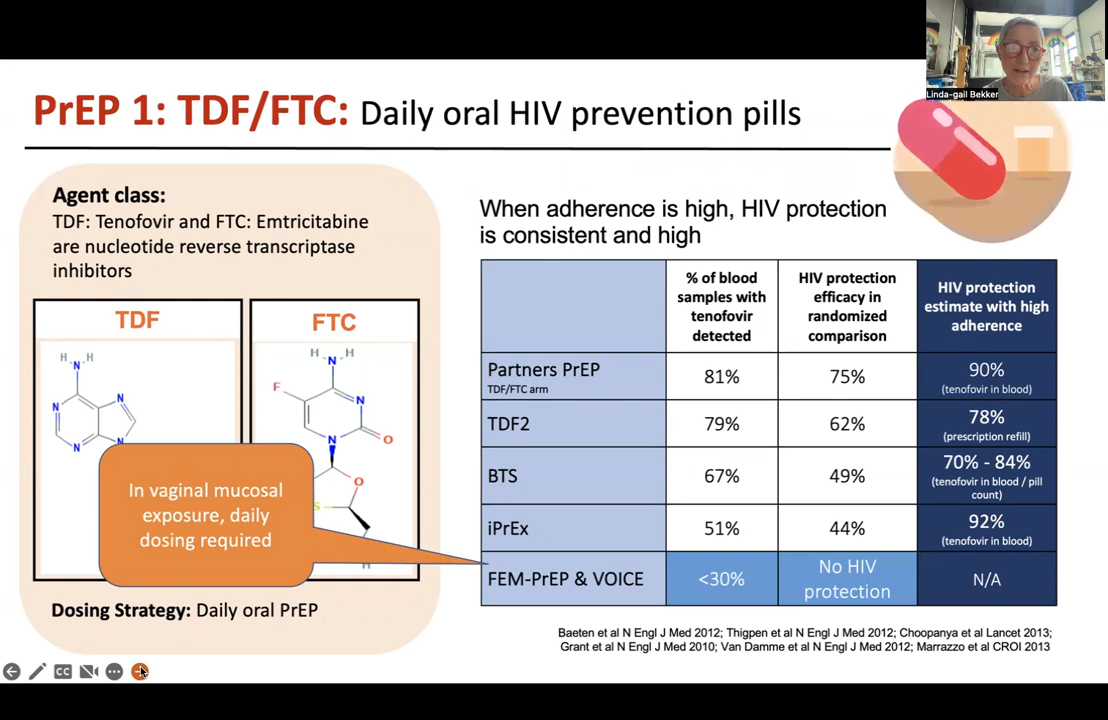 Linda-gail Bekker
PrEP 1: TDF/FTC: Daily oral HIV prevention pills
Agent class:
TDF: Tenofovir and FTC: Emtricitabine
are nucleotide reverse transcriptase
inhibitors
TDF
FTC
H H
N
N
N
N
N
H H
N
F
N
N
O
O
S
H
In vaginal mucosal
exposure, daily
dosing required
Dosing Strategy: Daily oral PrEP
When adherence is high, HIV protection
is consistent and high
% of blood
samples with
tenofovir
detected
HIV protection
efficacy in
randomized
comparison
HIV protection
estimate with high
adherence
Partners PrEP
TDF/FTC arm
81%
75%
90%
(tenofovir in blood)
TDF2
79%
62%
78%
(prescription refill)
BTS
67%
49%
70% - 84%
(tenofovir in blood / pill
count)
iPrEx
51%
44%
92%
(tenofovir in blood)
FEM-PrEP & VOICE
<30%
No HIV
protection
N/A
Baeten et al N Engl J Med 2012; Thigpen et al N Engl J Med 2012; Choopanya et al Lancet 2013;
Grant et al N Engl J Med 2010; Van Damme et al N Engl J Med 2012; Marrazzo et al CROI 2013
CC